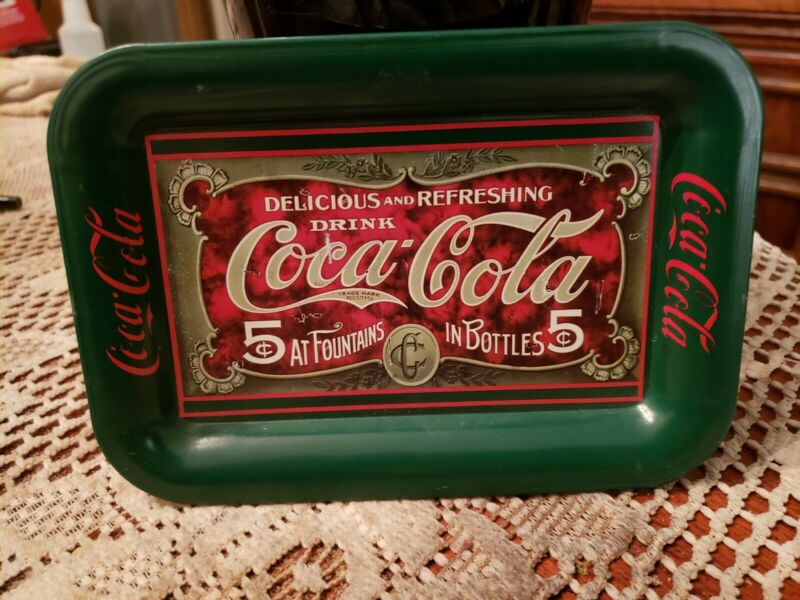 DELICIOUS AND REFRESHING
DRINK
Coca-Cola
TRADE MARK
REGISTERED
5¢ AT FOUNTAINS IN BOTTLES 5¢
CC
Coca-Cola
Coca-Cola